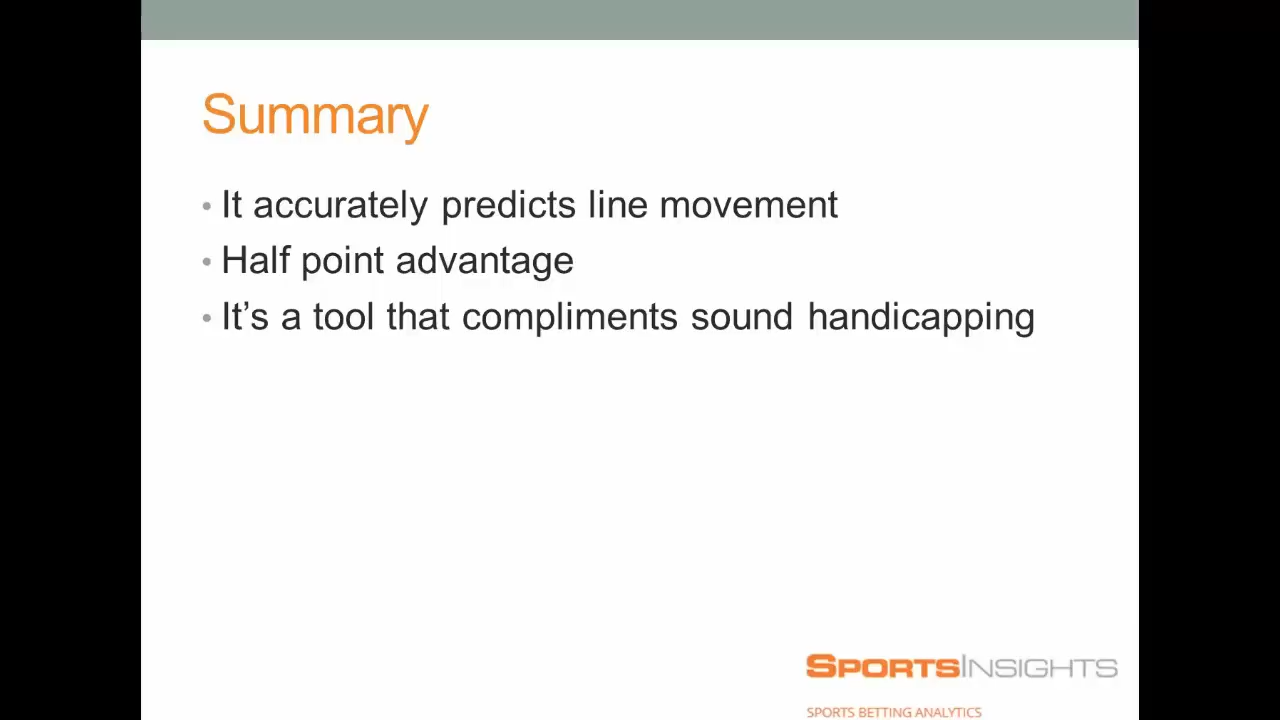 Summary
• It accurately predicts line movement
• Half point advantage
• It's a tool that compliments sound handicapping
SPORTSINSIGHTS
SPORTS BETTING ANALYTICS